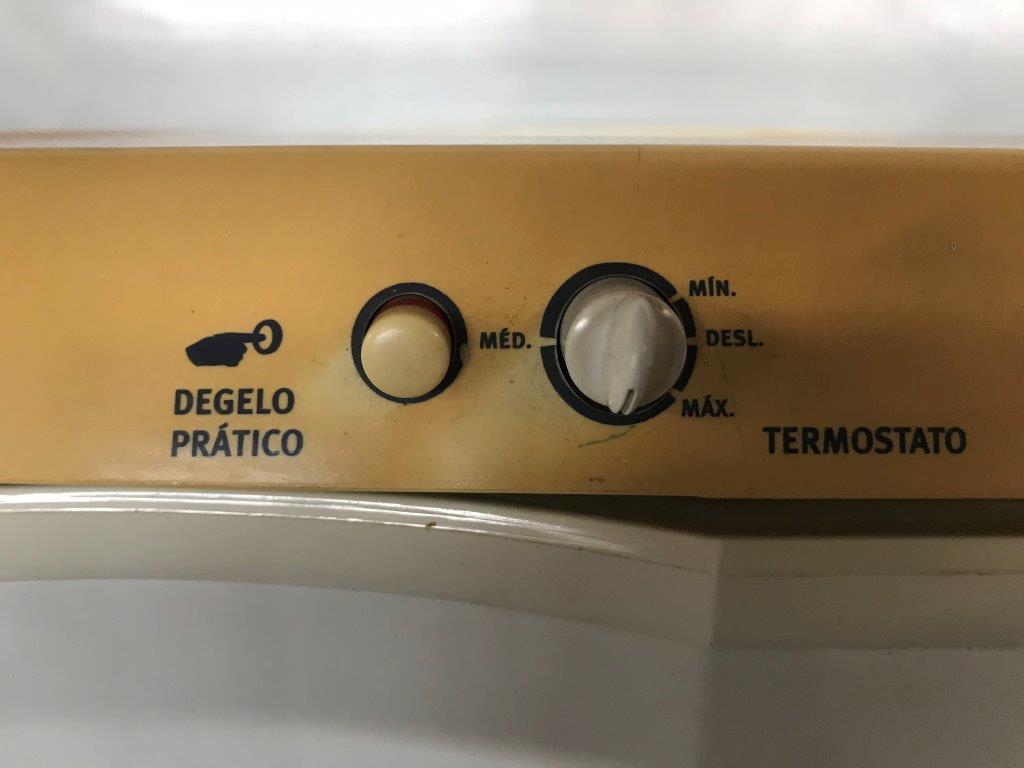 DEGELO
PRÁTICO
MÉD.
MÍN.
DESL.
MÁX.
TERMOSTATO